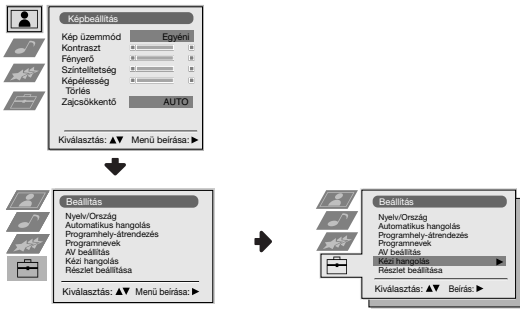 Képbeállítás
Kép üzemmód Egyéni
Kontraszt
Fényerő
Színtelítetség
Képélesség
Törlés
Zajcsökkentő AUTO
Kiválasztás: ▲▼ Menü beírása: ▶
Beállítás
Nyelv/Ország
Automatikus hangolás
Programhely-átrendezés
Programnevek
AV beállítás
Kézi hangolás
Részlet beállítása
Kiválasztás: ▲▼ Menü beírása: ▶
Beállítás
Nyelv/Ország
Automatikus hangolás
Programhely-átrendezés
Programnevek
AV beállítás
Kézi hangolás ▶
Részlet beállítása
Kiválasztás: ▲▼ Beírás: ▶